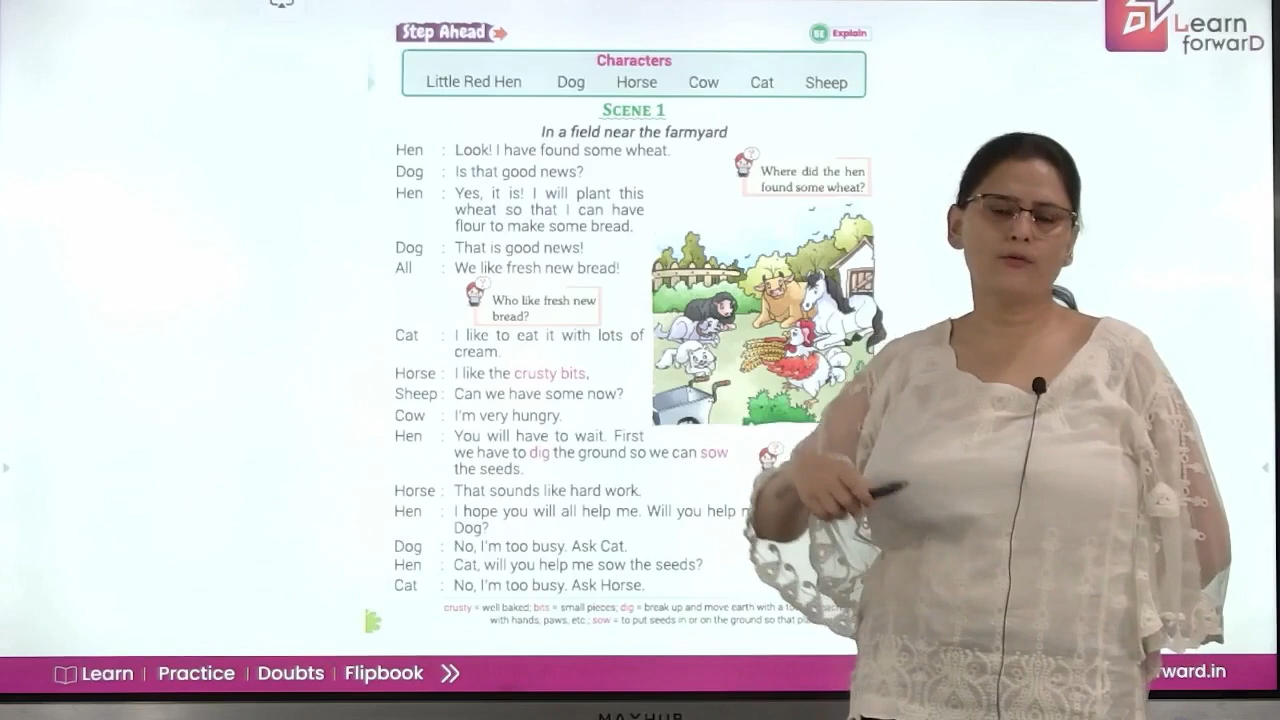 Step Ahead
Explain
Learn
forwarD
Characters
Little Red Hen Dog Horse Cow Cat Sheep
SCENE 1
In a field near the farmyard
Hen : Look! I have found some wheat.
Dog : Is that good news?
Where did the hen
found some wheat?
Hen : Yes, it is! I will plant this
wheat so that I can have
flour to make some bread.
Dog : That is good news!
All : We like fresh new bread!
Who like fresh new
bread?
Cat : I like to eat it with lots of
cream.
Horse : I like the crusty bits,
Sheep : Can we have some now?
Cow : I'm very hungry.
Hen : You will have to wait. First
we have to dig the ground so we can sow
the seeds.
Horse : That sounds like hard work.
Hen : I hope you will all help me. Will you help
Dog?
Dog : No, I'm too busy. Ask Cat.
Hen : Cat, will you help me sow the seeds?
Cat : No, I'm too busy. Ask Horse.
crusty = well baked; bits = small pieces; dig = break up and move earth with a
with hands, paws, etc.; sow = to put seeds in or on the ground so that
Learn | Practice | Doubts | Flipbook
ward.in